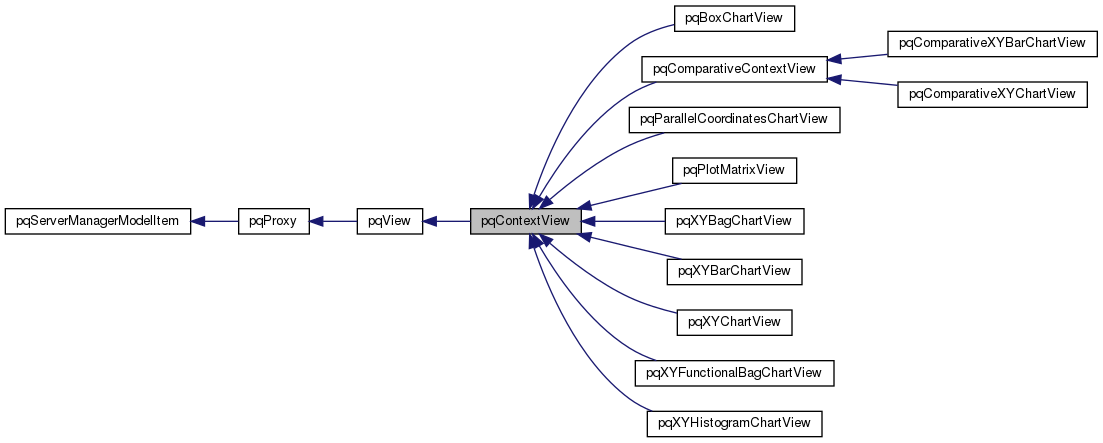 pqBoxChartView
pqComparativeXYBarChartView
pqComparativeContextView
pqComparativeXYChartView
pqParallelCoordinatesChartView
pqPlotMatrixView
pqServerManagerModelItem
pqProxy
pqView
pqContextView
pqXYBagChartView
pqXYBarChartView
pqXYChartView
pqXYFunctionalBagChartView
pqXYHistogramChartView